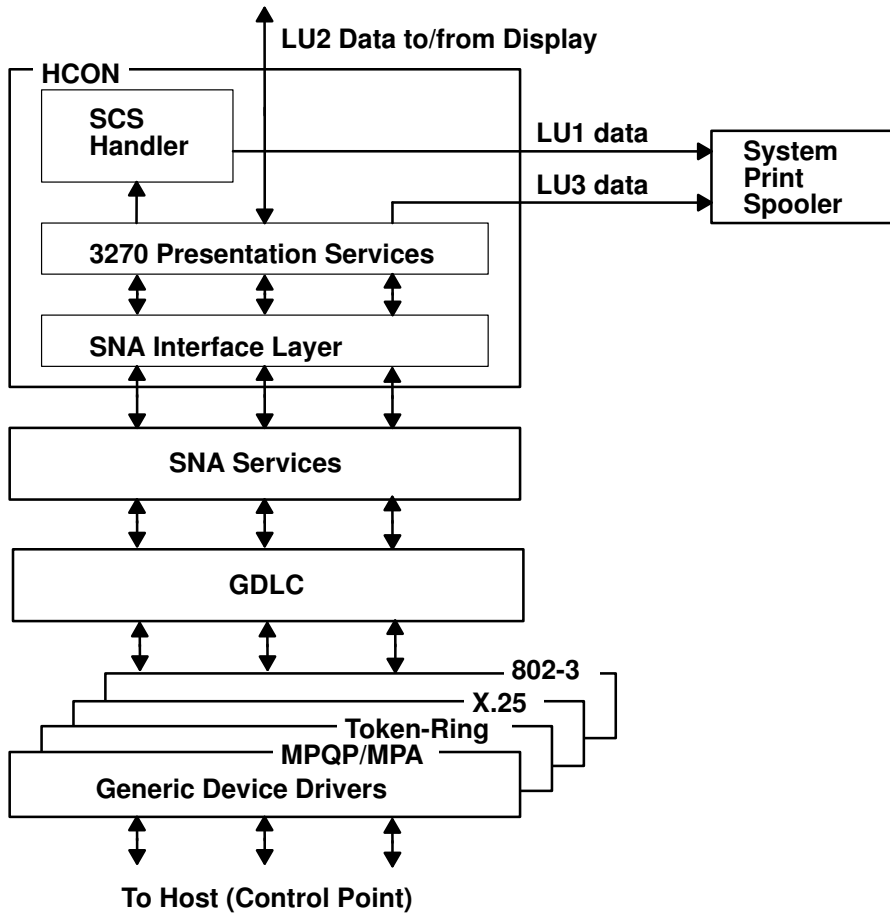 LU2 Data to/from Display
HCON
SCS
Handler
LU1 data
System
Print
Spooler
LU3 data
3270 Presentation Services
SNA Interface Layer
SNA Services
GDLC
802-3
X.25
Token-Ring
MPQP/MPA
Generic Device Drivers
To Host (Control Point)